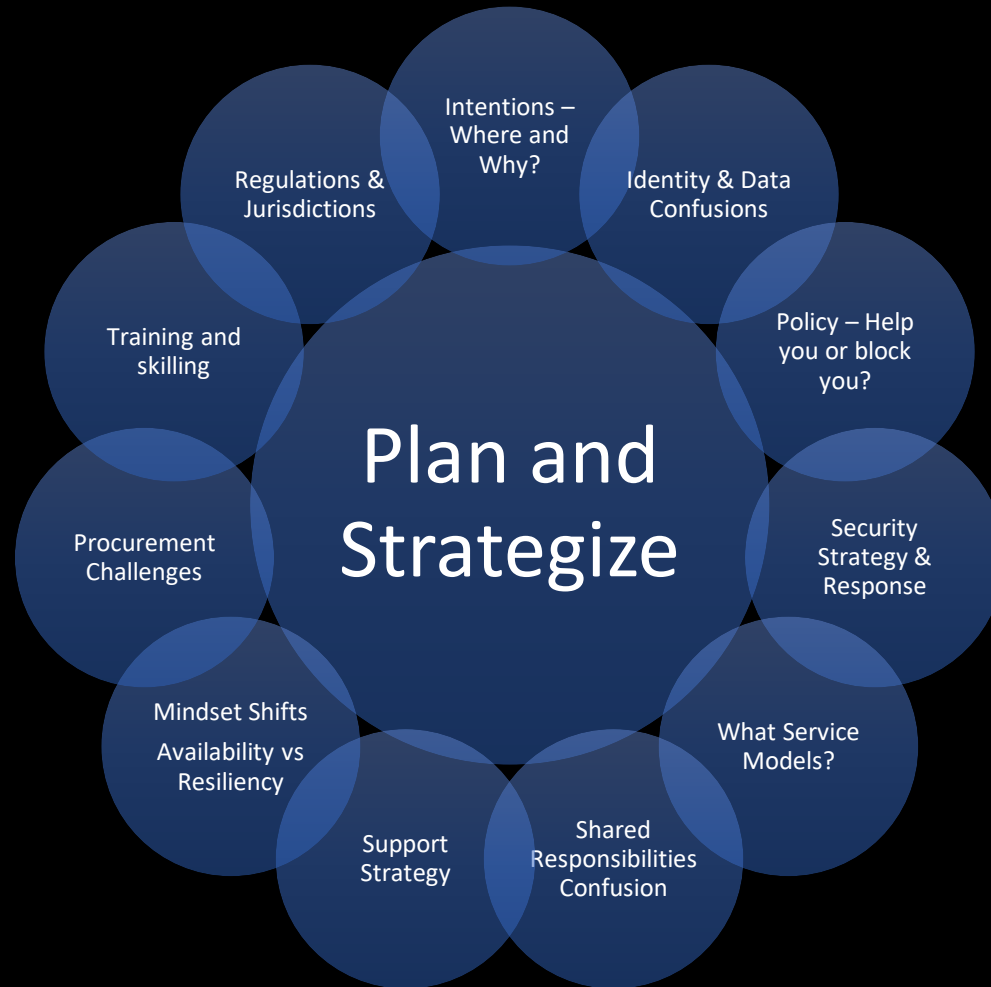 Intentions –
Where and
Why?
Identity & Data
Confusions
Policy – Help
you or block
you?
Security
Strategy &
Response
What Service
Models?
Shared
Responsibilities
Confusion
Support
Strategy
Mindset Shifts
Availability vs
Resiliency
Procurement
Challenges
Training and
skilling
Regulations &
Jurisdictions
Plan and
Strategize